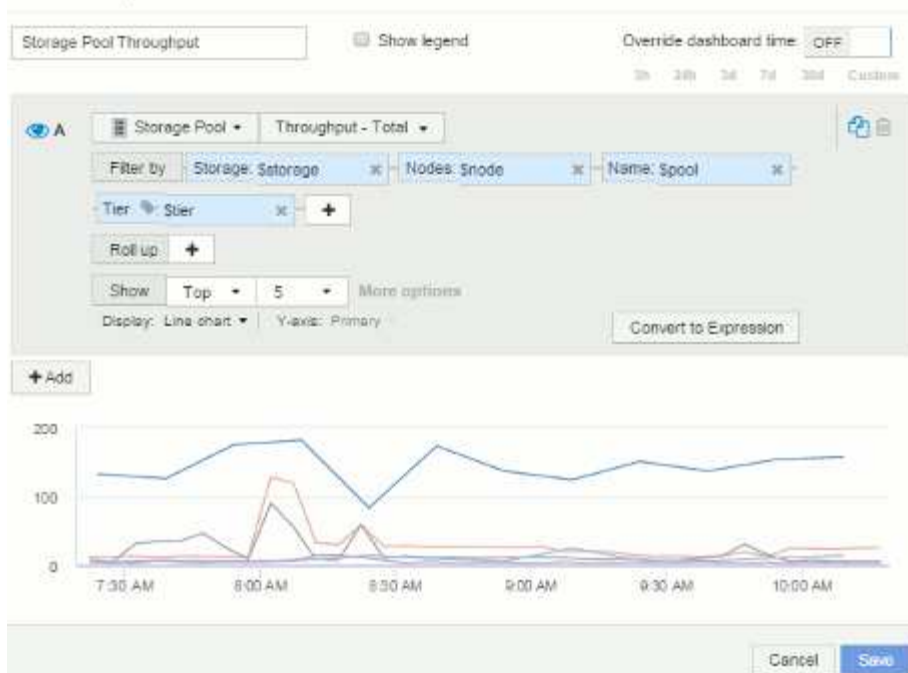 Storage Pool Throughput Show legend Override dashboard time: OFF
3h 24h 3d 7d 30d Custom
A Storage Pool Throughput - Total
Filter by Storage: $storage Nodes: $node Name: $pool
Tier $tier +
Roll up +
Show Top 5 More options
Display: Line chart Y-axis: Primary Convert to Expression
+ Add
200
100
0
7:30 AM 8:00 AM 8:30 AM 9:00 AM 9:30 AM 10:00 AM
Cancel Save